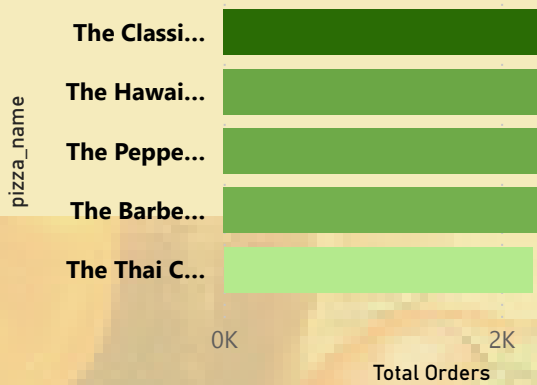 pizza_name
The Classi...
The Hawai...
The Peppe...
The Barbe...
The Thai C...
0K 2K
Total Orders